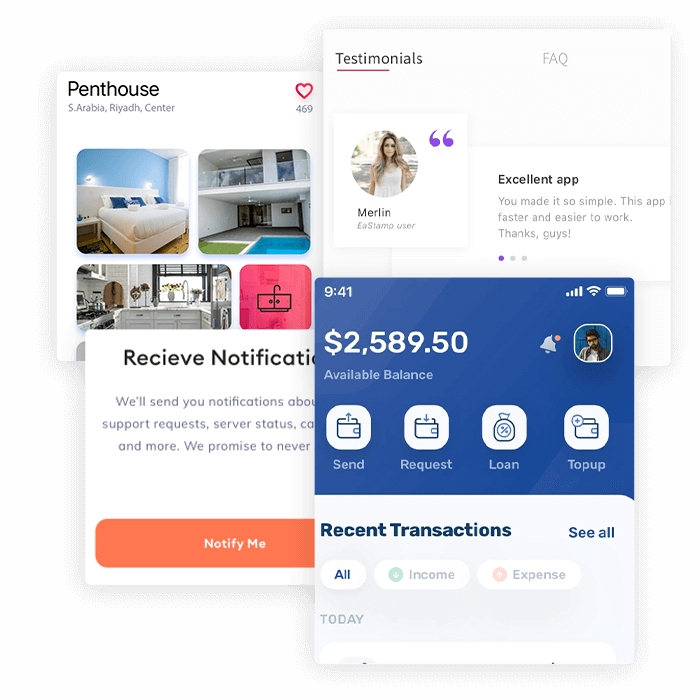 Testimonials
FAQ
Penthouse
S.Arabia, Riyadh, Center
469
Merlin
EaStamp user
Excellent app
You made it so simple. This app i
faster and easier to work.
Thanks, guys!
Recieve Notificatio
We'll send you notifications abou
support requests, server status, ca
and more. We promise to never
Notify Me
9:41
$2,589.50
Available Balance
Send
Request
Loan
Topup
Recent Transactions
See all
All
Income
Expense
TODAY